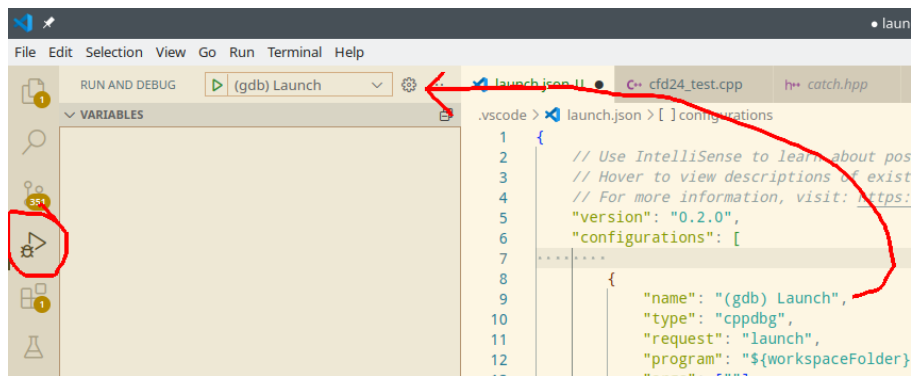 • laun
File Edit Selection View Go Run Terminal Help
RUN AND DEBUG (gdb) Launch launch.json U ● C++ cfd24_test.cpp h++ catch.hpp
VARIABLES
.vscode > launch.json > [ ] configurations
1 {
2 // Use IntelliSense to learn about pos
3 // Hover to view descriptions of exist
4 // For more information, visit: https:
5 "version": "0.2.0",
6 "configurations": [
7 ········
8 {
9 "name": "(gdb) Launch",
10 "type": "cppdbg",
11 "request": "launch",
12 "program": "${workspaceFolder}
1
351
1